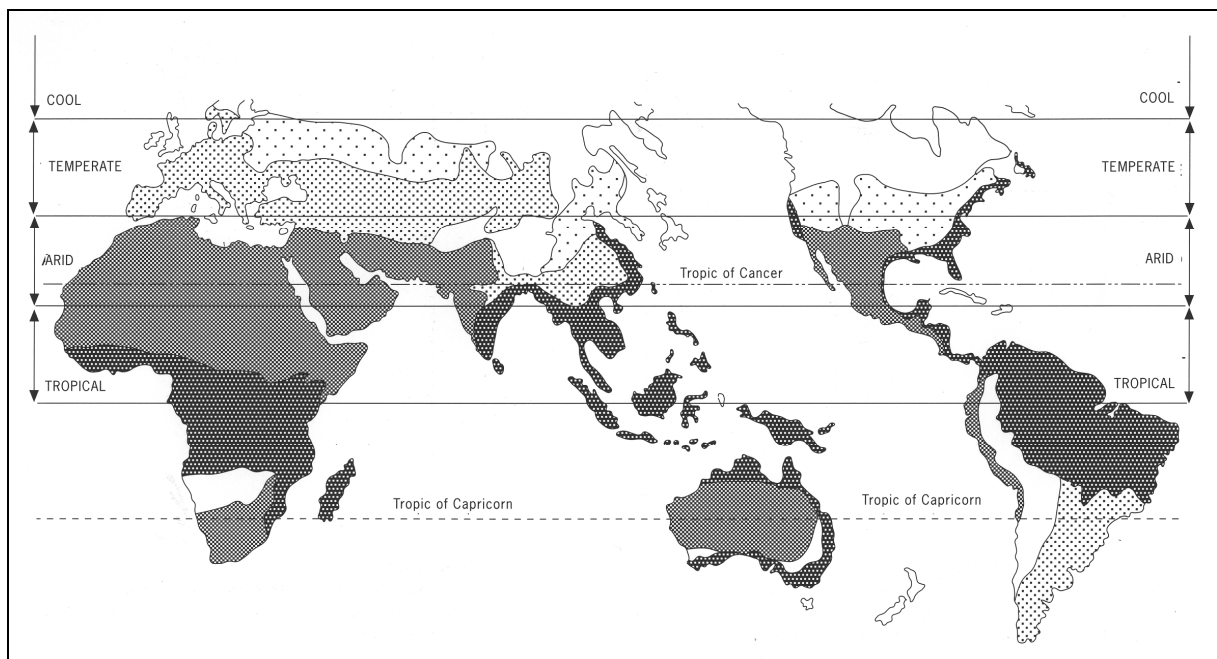 COOL
COOL
TEMPERATE
TEMPERATE
ARID
ARID
Tropic of Cancer
TROPICAL
TROPICAL
Tropic of Capricorn
Tropic of Capricorn